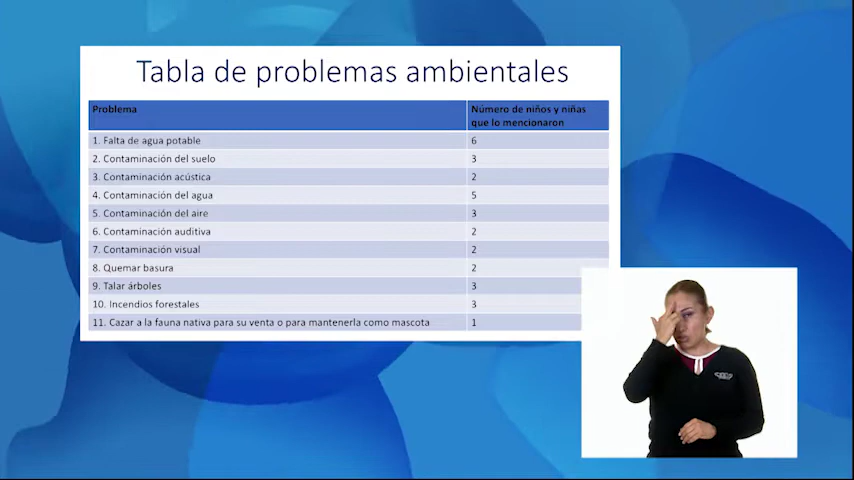 Tabla de problemas ambientales
Problema
Número de niños y niñas
que lo mencionaron
1. Falta de agua potable
6
2. Contaminación del suelo
3
3. Contaminación acústica
2
4. Contaminación del agua
5
5. Contaminación del aire
3
6. Contaminación auditiva
2
7. Contaminación visual
2
8. Quemar basura
2
9. Talar árboles
3
10. Incendios forestales
3
11. Cazar a la fauna nativa para su venta o para mantenerla como mascota
1